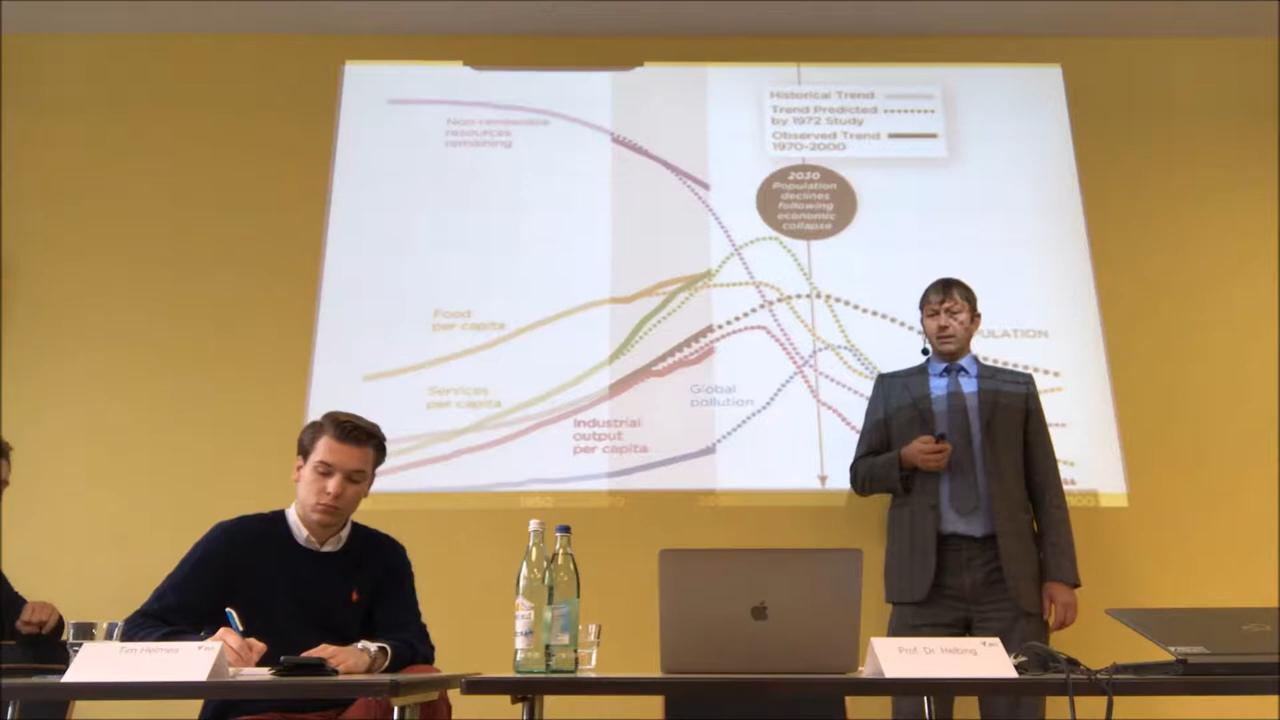 Historical Trend
Trend Predicted
by 1972 Study
Observed Trend
1970-2000
Non-renewable
resources
remaining
2030
Population
declines
following
economic
collapse
Food
per capita
PULATION
Services
per capita
Global
pollution
Industrial
output
per capita
1950
Tim Helmes
Prof. Dr. Helbing